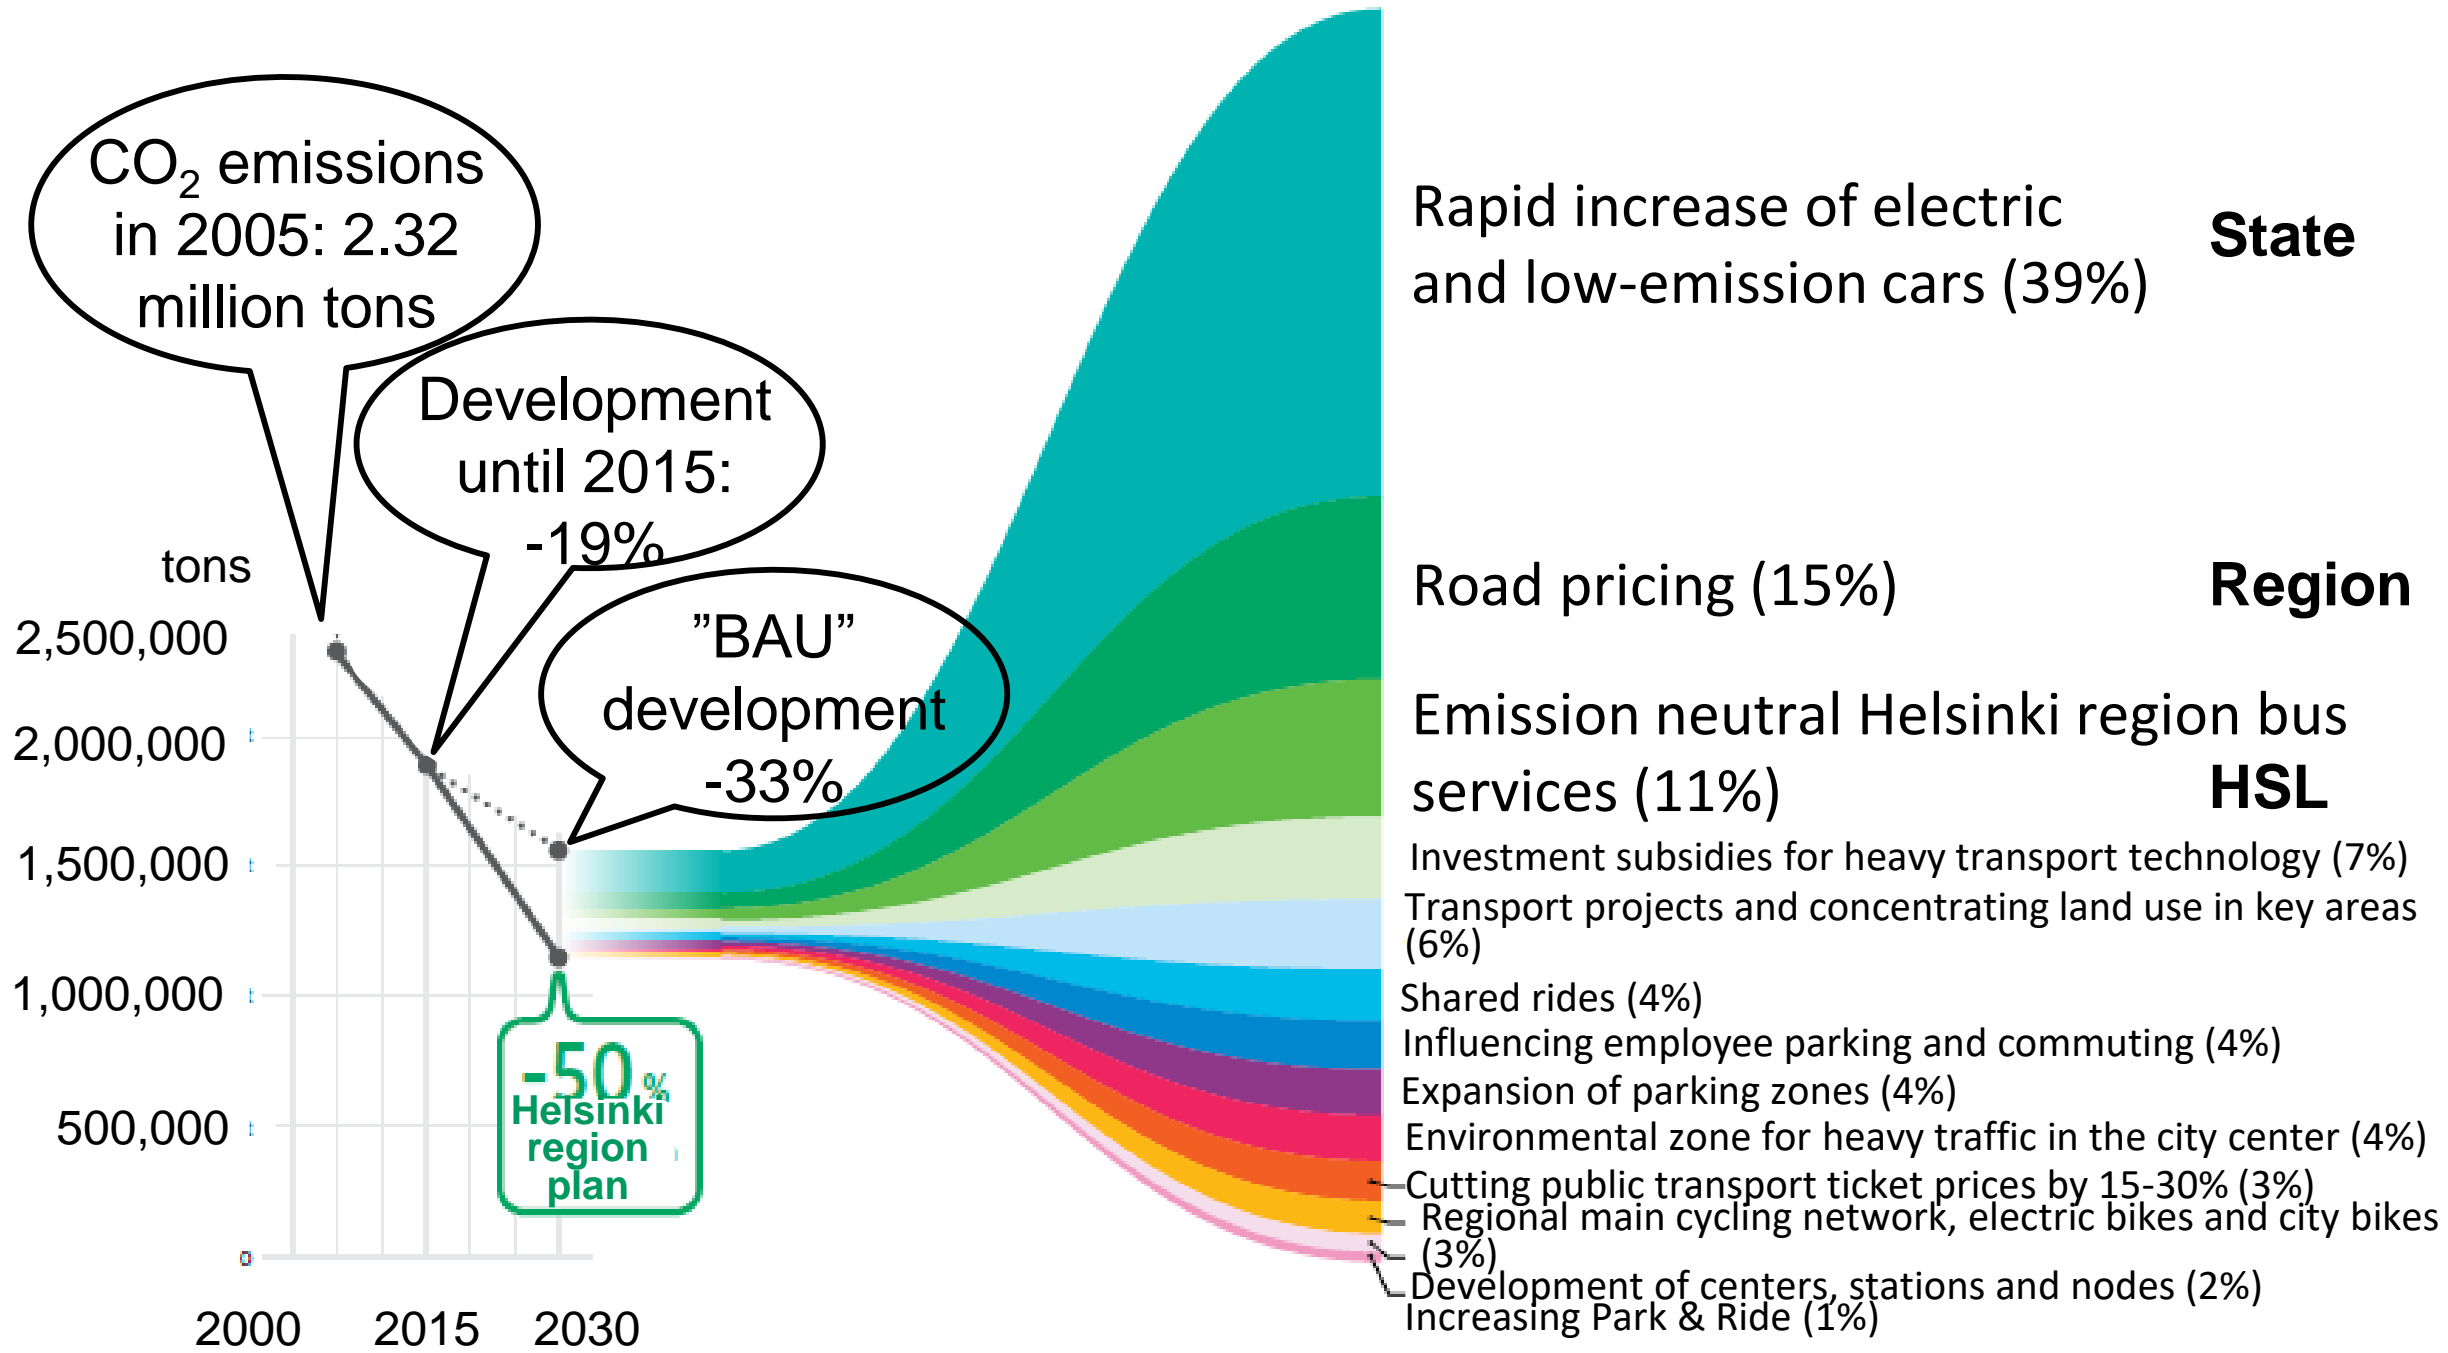 CO₂ emissions
in 2005: 2.32
million tons
Development
until 2015:
-19%
"BAU"
development
-33%
tons
2,500,000
2,000,000
1,500,000
1,000,000
500,000
0
2000
2015
2030
-50 %
Helsinki
region
plan
Rapid increase of electric
and low-emission cars (39%)
State
Road pricing (15%)
Region
Emission neutral Helsinki region bus
services (11%)
HSL
Investment subsidies for heavy transport technology (7%)
Transport projects and concentrating land use in key areas
(6%)
Shared rides (4%)
Influencing employee parking and commuting (4%)
Expansion of parking zones (4%)
Environmental zone for heavy traffic in the city center (4%)
Cutting public transport ticket prices by 15-30% (3%)
Regional main cycling network, electric bikes and city bikes
(3%)
Development of centers, stations and nodes (2%)
Increasing Park & Ride (1%)